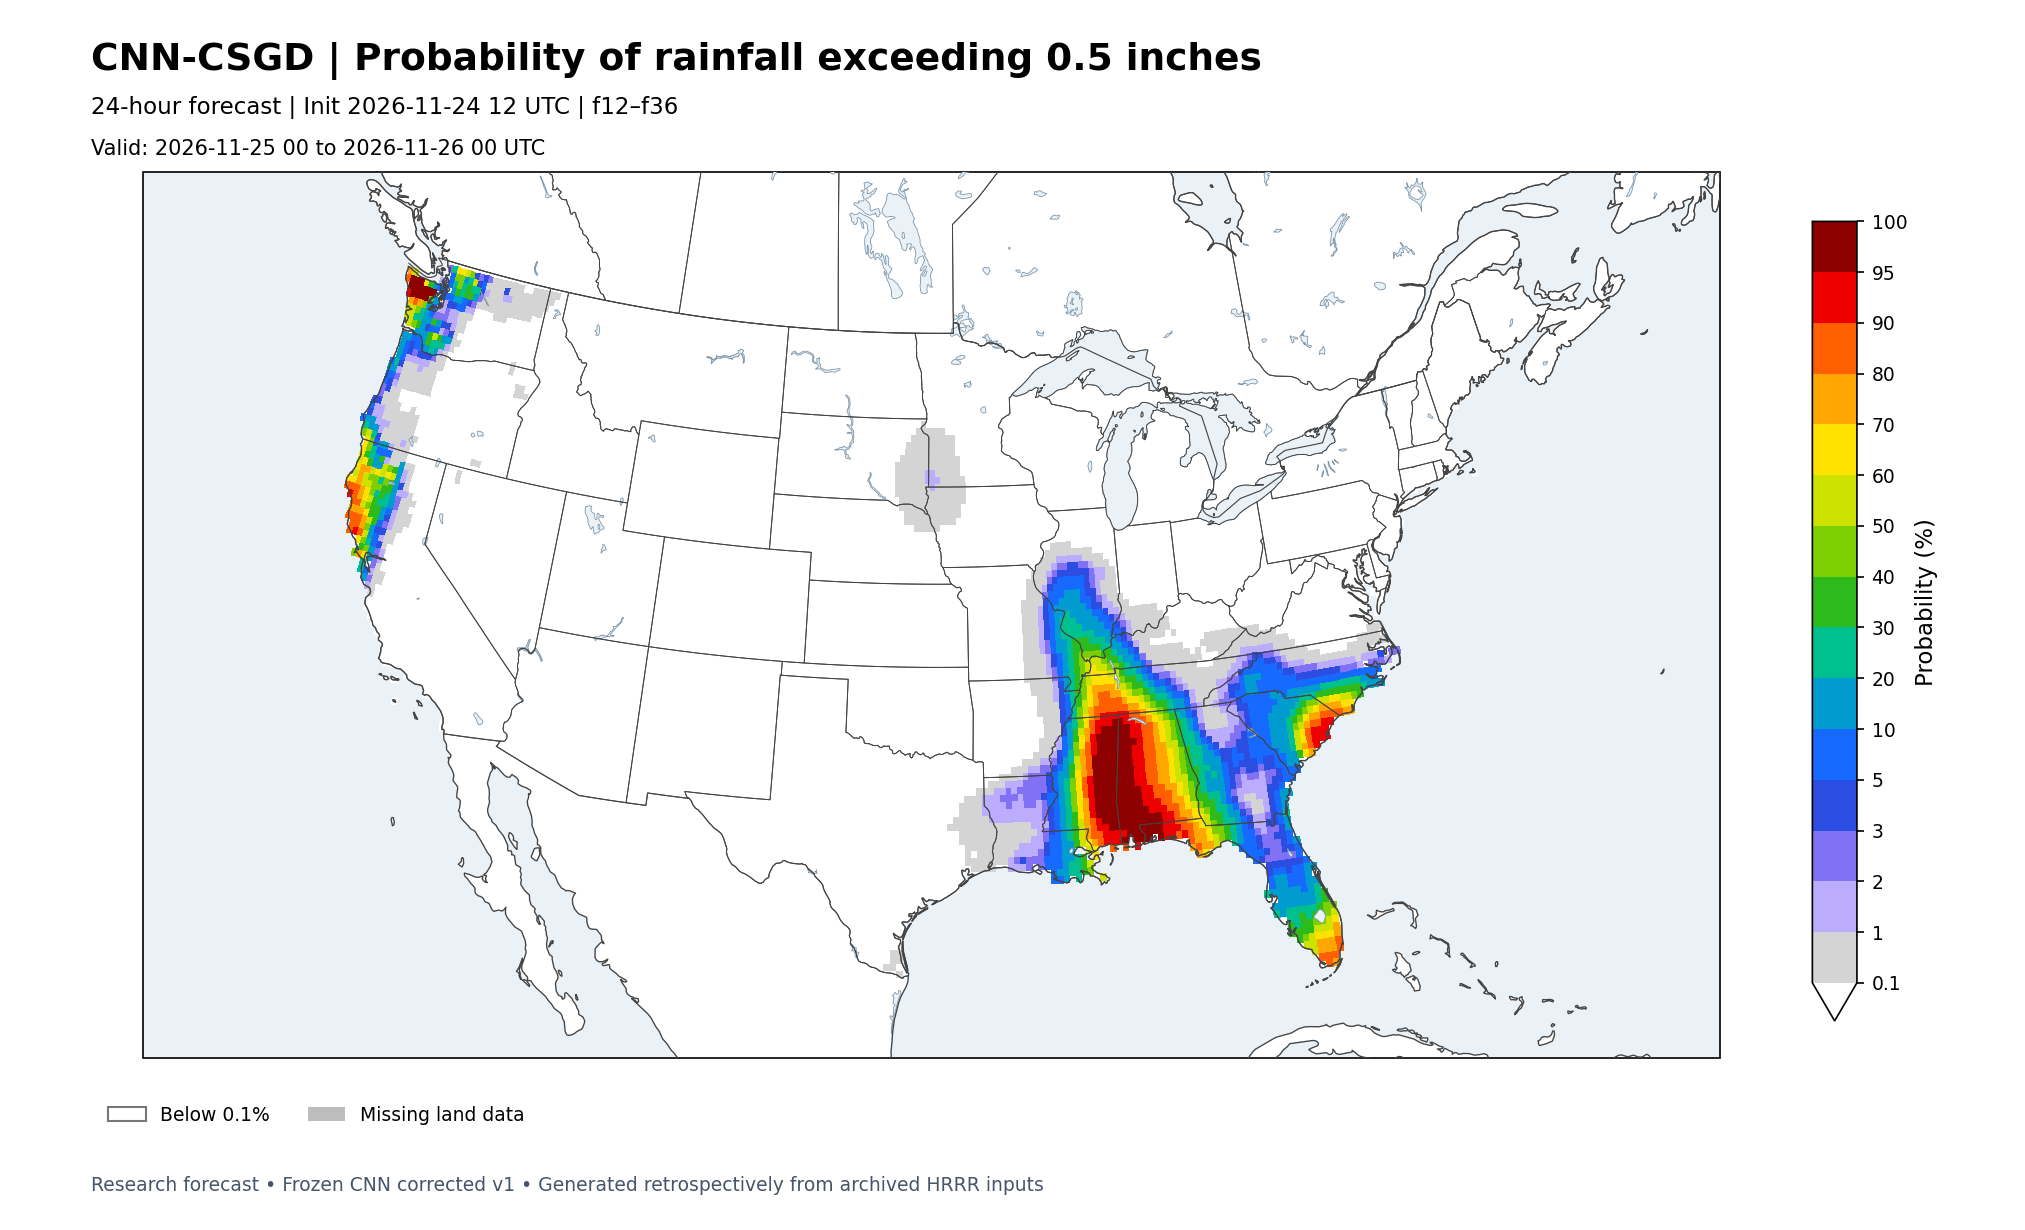 CNN-CSGD | Probability of rainfall exceeding 0.5 inches
24-hour forecast | Init 2026-11-24 12 UTC | f12–f36
Valid: 2026-11-25 00 to 2026-11-26 00 UTC
100
95
90
80
70
60
50
40
30
20
10
5
3
2
1
0.1
Probability (%)
Below 0.1%
Missing land data
Research forecast • Frozen CNN corrected v1 • Generated retrospectively from archived HRRR inputs